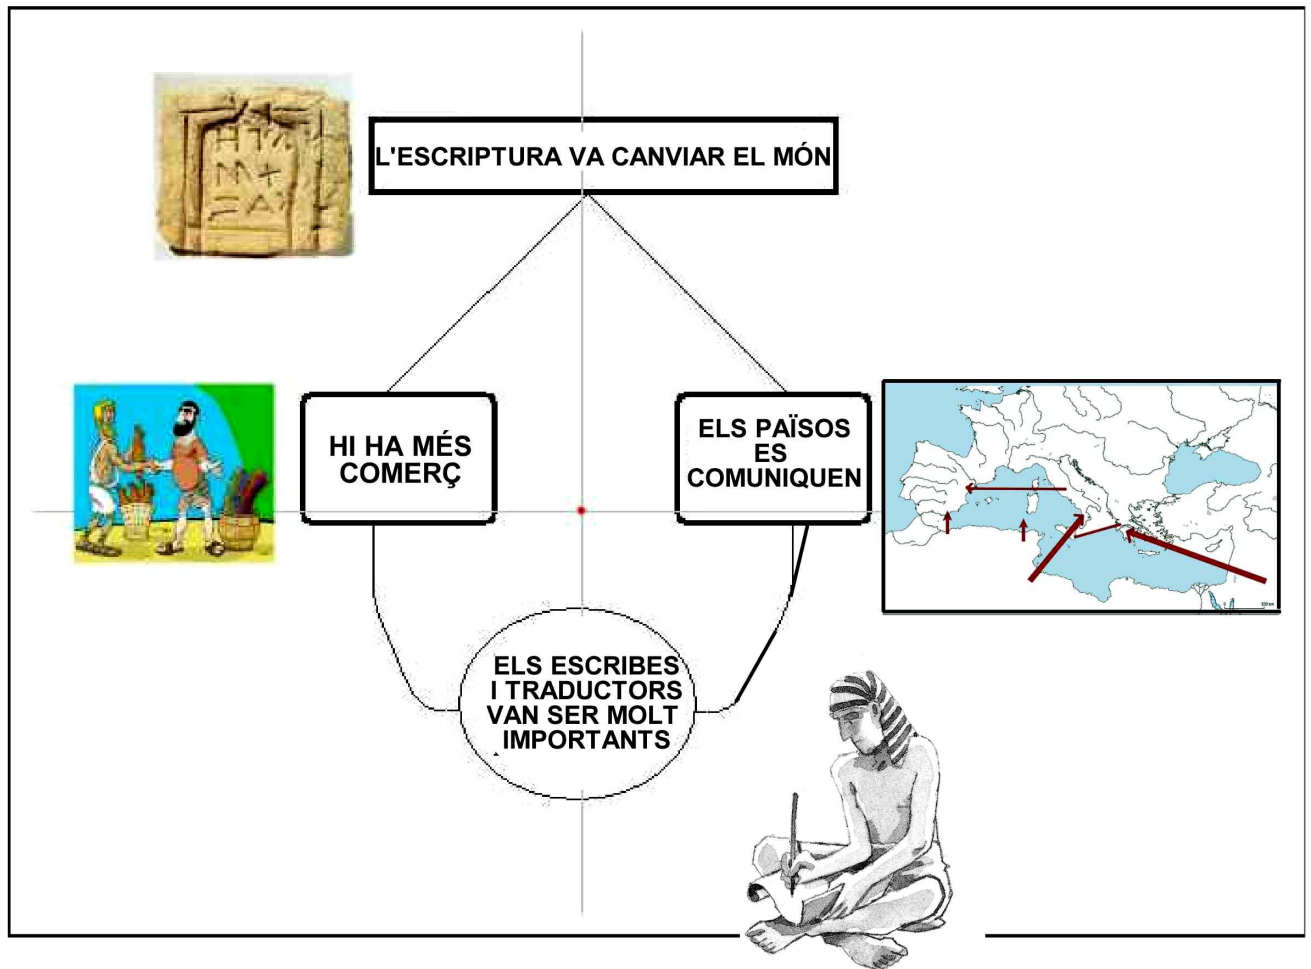 L'ESCRIPTURA VA CANVIAR EL MÓN
HI HA MÉS
COMERÇ
ELS PAÏSOS
ES
COMUNIQUEN
ELS ESCRIBES
I TRADUCTORS
VAN SER MOLT
IMPORTANTS